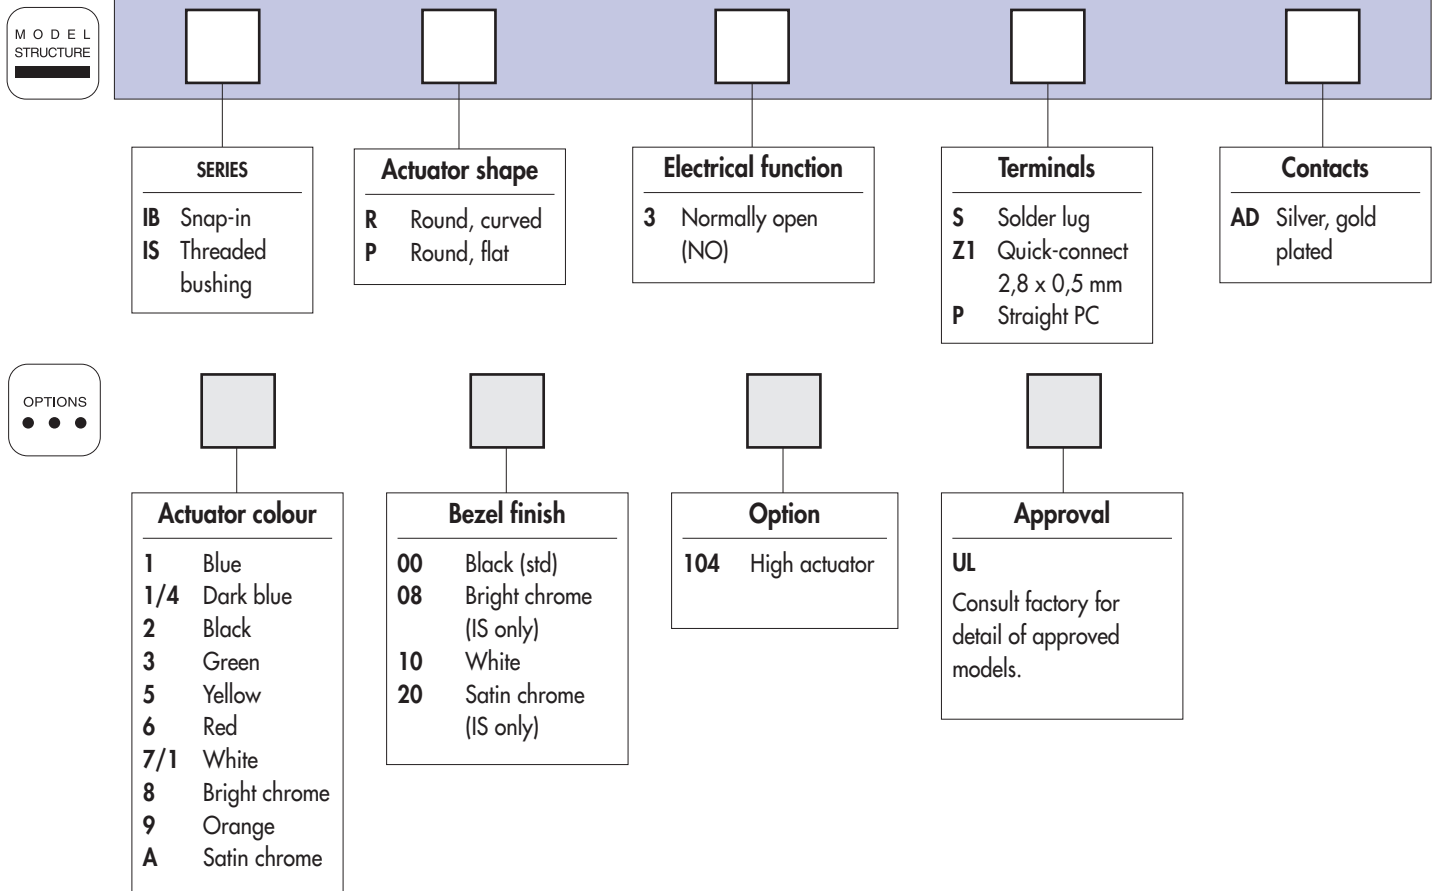 MODEL
STRUCTURE
SERIES
IB Snap-in
IS Threaded
bushing
Actuator shape
R Round, curved
P Round, flat
Electrical function
3 Normally open
(NO)
Terminals
S Solder lug
Z1 Quick-connect
2,8 x 0,5 mm
P Straight PC
Contacts
AD Silver, gold
plated
OPTIONS
Actuator colour
1 Blue
1/4 Dark blue
2 Black
3 Green
5 Yellow
6 Red
7/1 White
8 Bright chrome
9 Orange
A Satin chrome
Bezel finish
00 Black (std)
08 Bright chrome
(IS only)
10 White
20 Satin chrome
(IS only)
Option
104 High actuator
Approval
UL
Consult factory for
detail of approved
models.